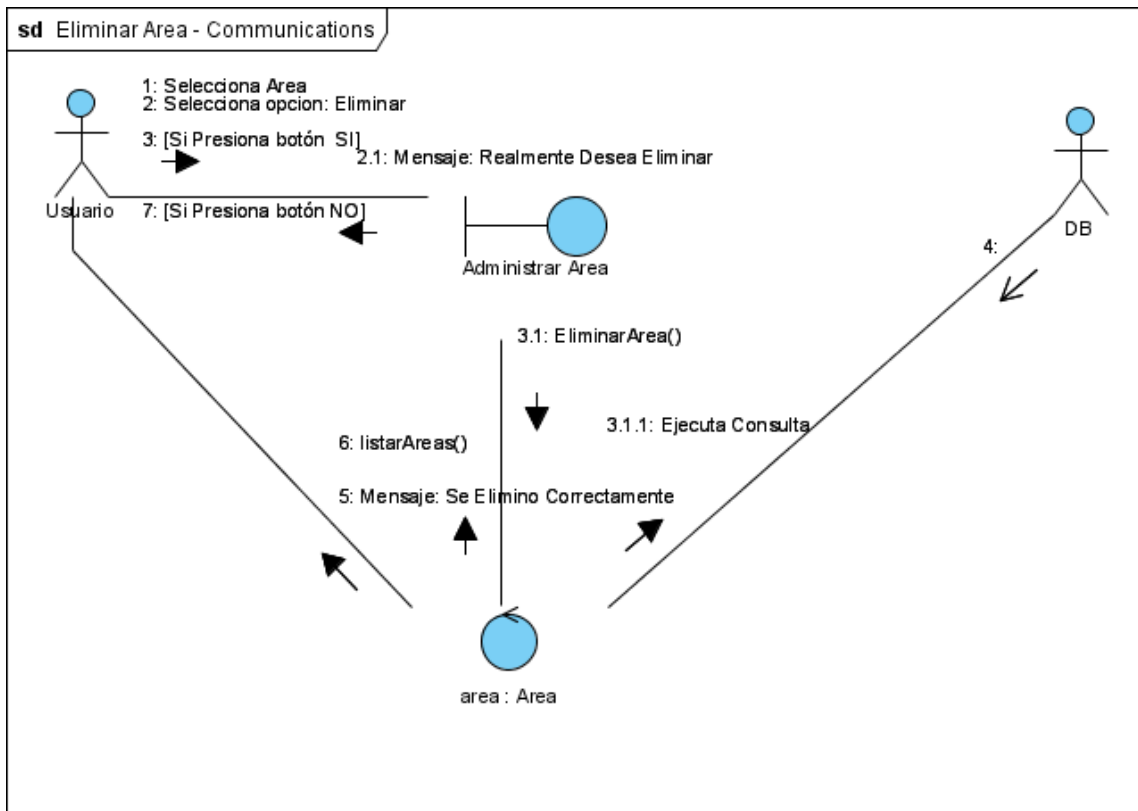 sd Eliminar Area - Communications
1: Selecciona Area
2: Selecciona opcion: Eliminar
3: [Si Presiona botón SI]
2.1: Mensaje: Realmente Desea Eliminar
Usuario
7: [Si Presiona botón NO]
Administrar Area
DB
4:
3.1: EliminarArea()
3.1.1: Ejecuta Consulta
6: listarAreas()
5: Mensaje: Se Elimino Correctamente
area : Area